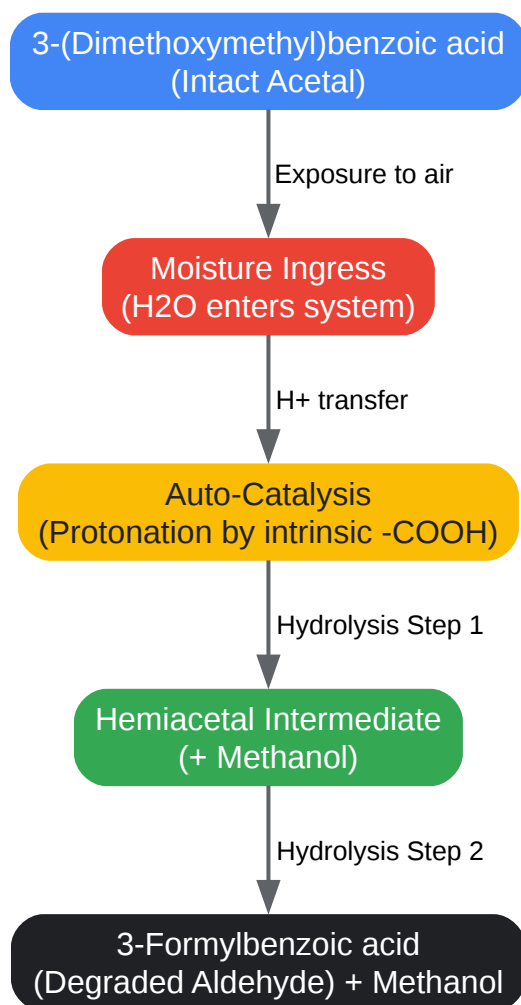 3-(Dimethoxymethyl)benzoic acid
(Intact Acetal)
Exposure to air
Moisture Ingress
(H2O enters system)
H+ transfer
Auto-Catalysis
(Protonation by intrinsic -COOH)
Hydrolysis Step 1
Hemiacetal Intermediate
(+ Methanol)
Hydrolysis Step 2
3-Formylbenzoic acid
(Degraded Aldehyde) + Methanol